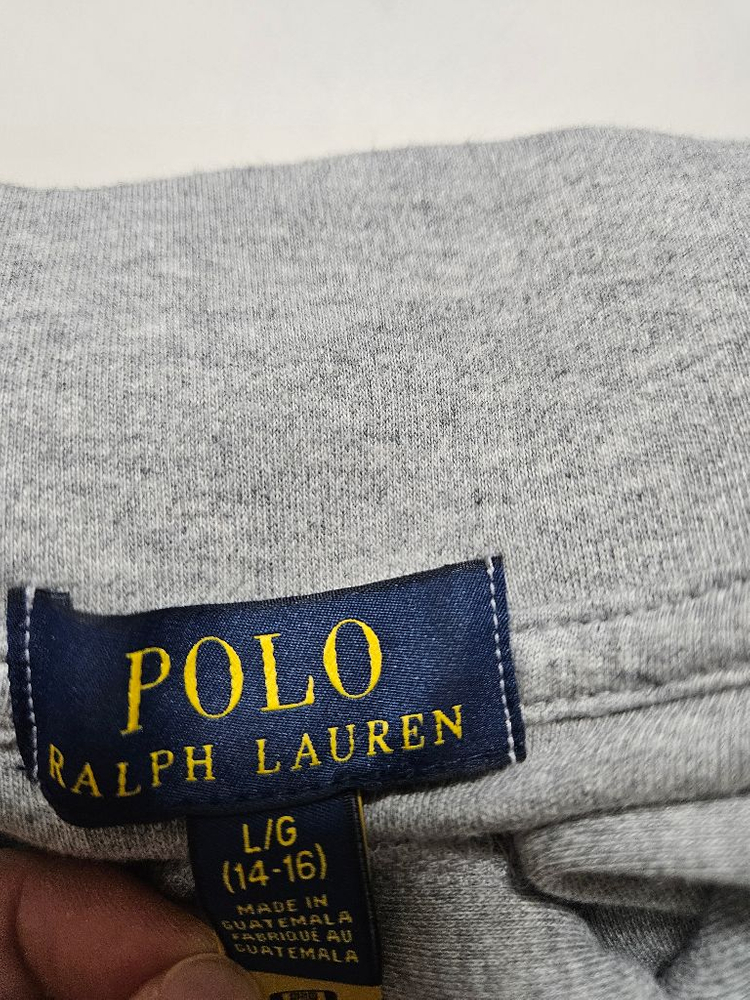 POLO
RALPH LAUREN
L/G
(14-16)
MADE IN
GUATEMALA
FABRIQUÉ AU
GUATEMALA